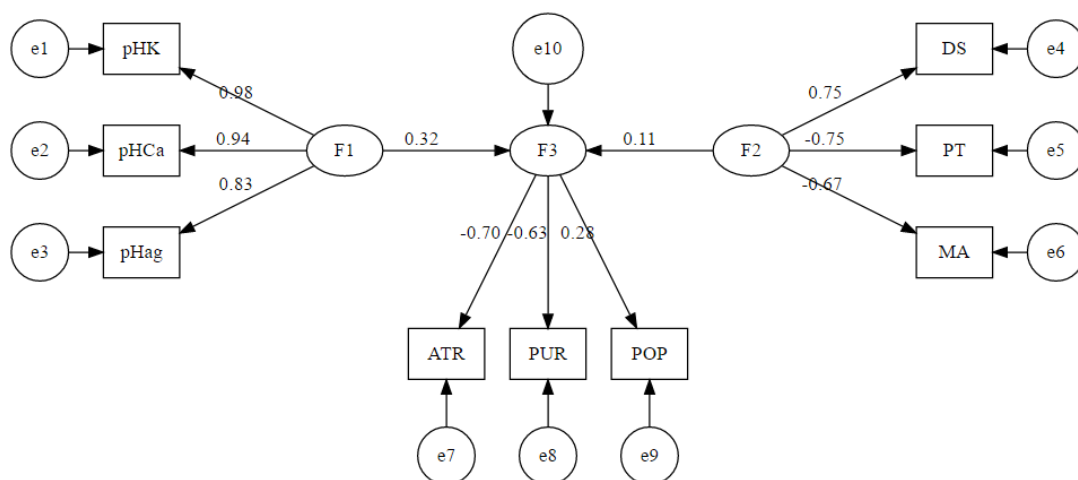 e1
pHK
e10
DS
e4
0.98
0.75
e2
pHCa
0.94
F1
0.32
F3
0.11
F2
-0.75
PT
e5
0.83
-0.67
e3
pHag
-0.70
-0.63
0.28
MA
e6
ATR
PUR
POP
e7
e8
e9